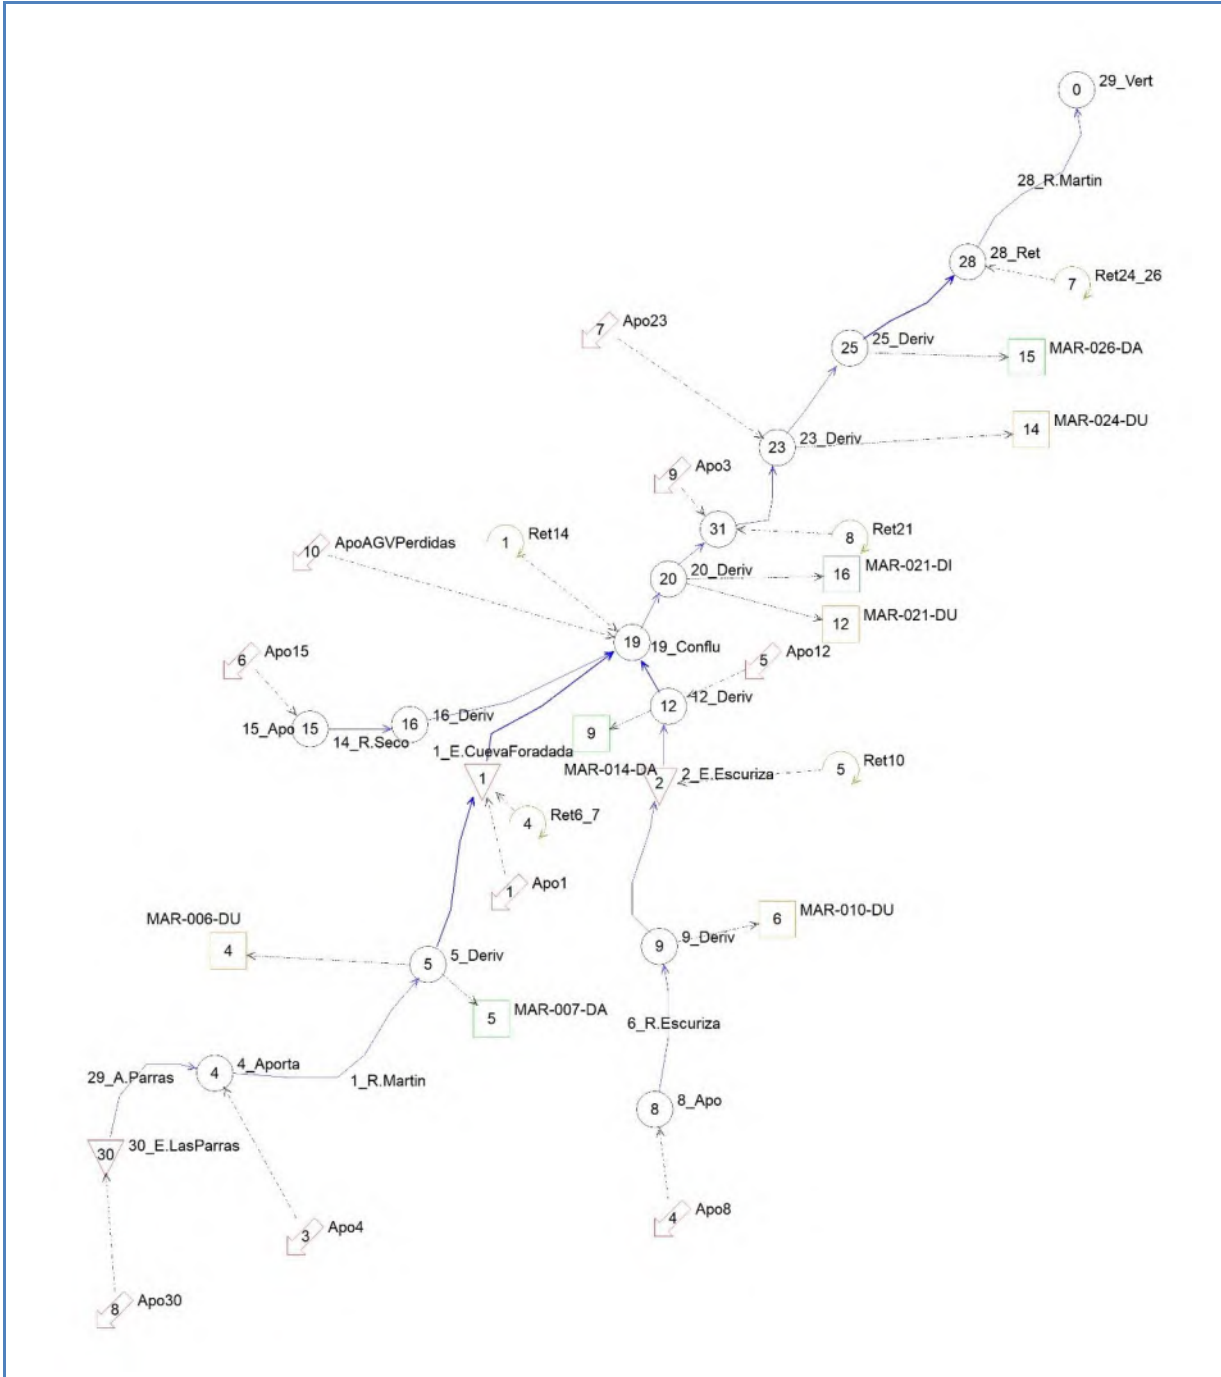 0 29_Vert
28_R.Martin
28 28_Ret
7 Ret24_26
7 Apo23
25 25_Deriv
15 MAR-026-DA
14 MAR-024-DU
23 23_Deriv
9 Apo3
31
8 Ret21
10 ApoAGVPerdidas
1 Ret14
20 20_Deriv
16 MAR-021-DI
12 MAR-021-DU
19 19_Conflu
6 Apo15
5 Apo12
12 12_Deriv
15_Apo 15
14_R.Seco
16 16_Deriv
9
MAR-014-DA
1_E.CuevaForadada
1
2 2_E.Escuriza
5 Ret10
4 Ret6_7
1 Apo1
MAR-006-DU
4
5 5_Deriv
5 MAR-007-DA
9 9_Deriv
6 MAR-010-DU
6_R.Escuriza
29_A.Parras
4 4_Aporta
1_R.Martin
8 8_Apo
30 30_E.LasParras
3 Apo4
4 Apo8
8 Apo30